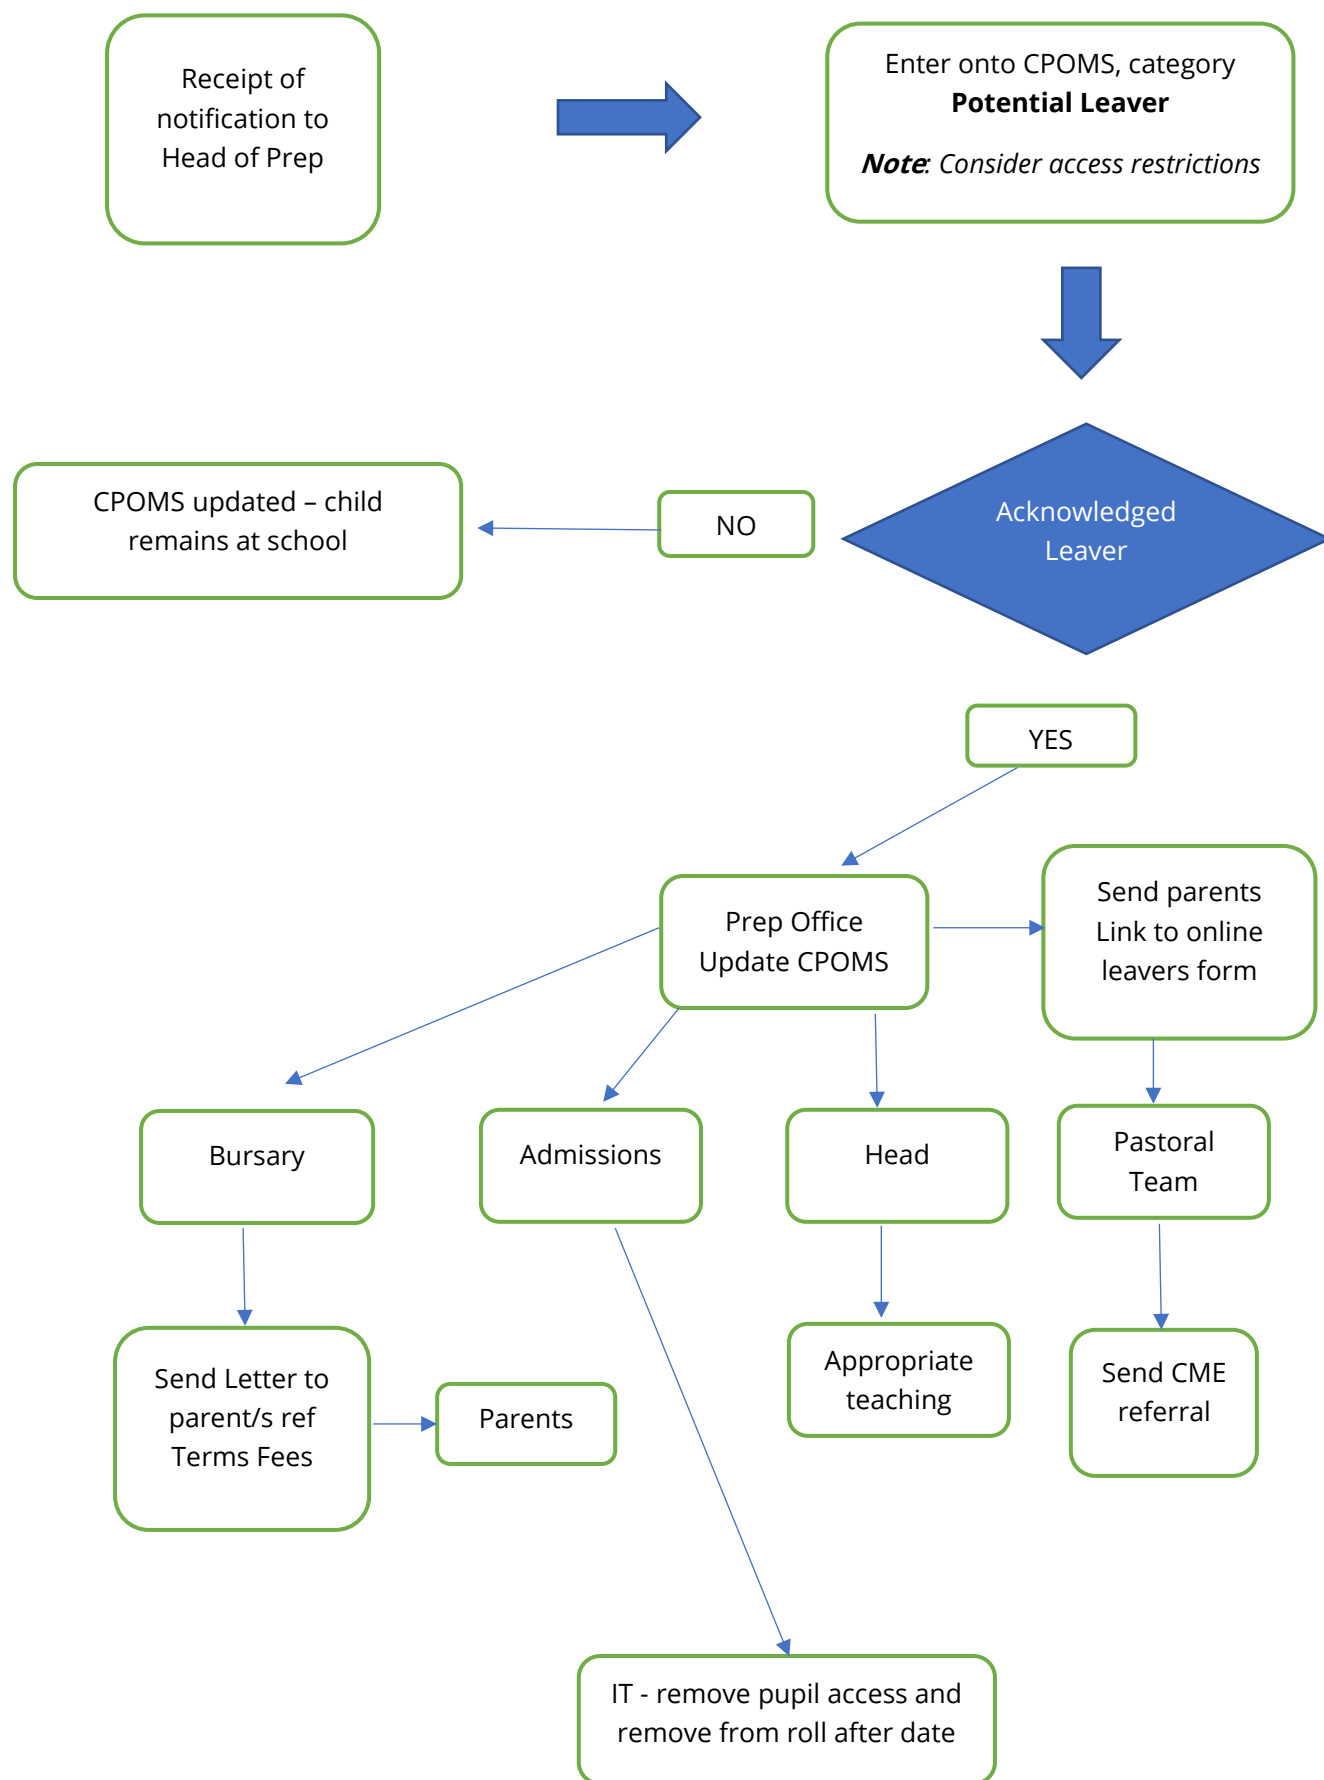 Receipt of
notification to
Head of Prep
Enter onto CPOMS, category
Potential Leaver
Note: Consider access restrictions
Acknowledged
Leaver
NO
CPOMS updated – child
remains at school
YES
Prep Office
Update CPOMS
Send parents
Link to online
leavers form
Bursary
Admissions
Head
Pastoral
Team
Send Letter to
parent/s ref
Terms Fees
Parents
Appropriate
teaching
Send CME
referral
IT - remove pupil access and
remove from roll after date